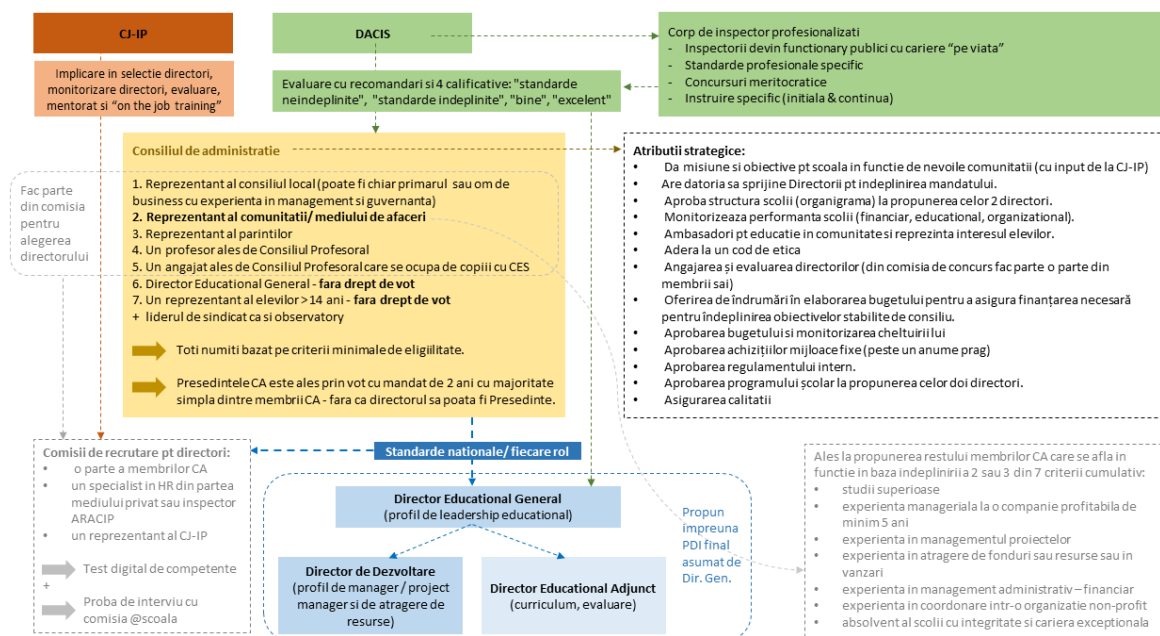 CJ-IP
Implicare in selectie directori,
monitorizare directori, evaluare,
mentorat si “on the job training”
DACIS
Evaluare cu recomandari si 4 calificative: "standarde
neindeplinite", "standarde indeplinite", "bine", "excelent"
Corp de inspector profesionalizati
- Inspectorii devin functionary publici cu cariere “pe viata”
- Standarde profesionale specific
- Concursuri meritocratice
- Instruire specific (initiala & continua)
Fac parte
din comisia
pentru
alegerea
directorului
Consiliul de administratie
1. Reprezentant al consiliul local (poate fi chiar primarul sau om de
business cu experienta in management si guvernanta)
2. Reprezentant al comunitatii/ mediului de afaceri
3. Reprezentant al parintilor
4. Un profesor ales de Consiliul Profesoral
5. Un angajat ales de Consiliul Profesoral care se ocupa de copiii cu CES
6. Director Educational General - fara drept de vot
7. Un reprezentant al elevilor > 14 ani - fara drept de vot
+ liderul de sindicat ca si observatory
Toti numiti bazat pe criterii minimale de eligiilitate.
Presedintele CA este ales prin vot cu mandat de 2 ani cu majoritate
simpla dintre membrii CA - fara ca directorul sa poata fi Presedinte.
Atributii strategice:
• Da misiune si obiective pt scoala in functie de nevoile comunitatii (cu input de la CJ-IP)
• Are datoria sa sprijine Directorii pt indeplinirea mandatului.
• Aproba structura scolii (organigrama) la propunerea celor 2 directori.
• Monitorizeaza performanta scolii (financiar, educational, organizational).
• Ambasadori pt educatie in comunitate si reprezinta interesul elevilor.
• Adera la un cod de etica
• Angajarea și evaluarea directorilor (din comisia de concurs fac parte o parte din
membrii sai)
• Oferirea de îndrumări în elaborarea bugetului pentru a asigura finanțarea necesară
pentru îndeplinirea obiectivelor stabilite de consiliu.
• Aprobarea bugetului si monitorizarea cheltuirii lui
• Aprobarea achizițiilor mijloace fixe (peste un anume prag)
• Aprobarea regulamentului intern.
• Aprobarea programului școlar la propunerea celor doi directori.
• Asigurarea calitatii
Comisii de recrutare pt directori:
• o parte a membrilor CA
• un specialist in HR din partea
mediului privat sau inspector
ARACIP
• un reprezentant al CJ-IP
Test digital de competente
+
Proba de interviu cu
comisia @scoala
Standarde nationale/ fiecare rol
Director Educational General
(profil de leadership educational)
Director de Dezvoltare
(profil de manager / project
manager si de atragere de
resurse)
Director Educational Adjunct
(curriculum, evaluare)
Propun
impreuna
PDI final
asumat de
Dir. Gen.
Ales la propunerea restului membrilor CA care se afla in
functie in baza indeplinirii a 2 sau 3 din 7 criterii cumulativ:
• studii superioase
• experienta manageriala la o companie profitabila de
minim 5 ani
• experienta in managementul proiectelor
• experienta in atragere de fonduri sau resurse sau in
vanzari
• experienta in management administrativ – financiar
• experienta in coordonare intr-o organizatie non-profit
• absolvent al scolii cu integritate si cariera exceptionala